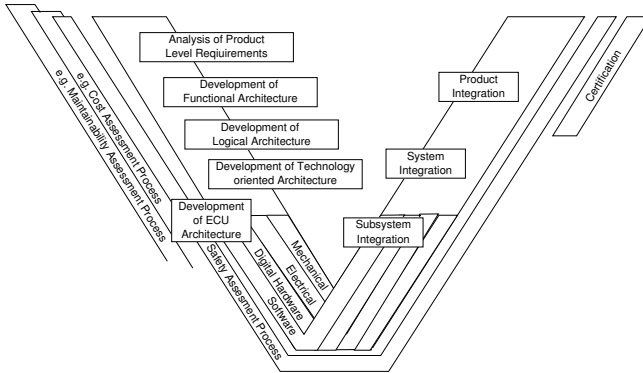 Analysis of Product
Level Reqiurements
Development of
Functional Architecture
Development of
Logical Architecture
Development of Technology
oriented Architecture
Development
of ECU
Architecture
Product
Integration
System
Integration
Subsystem
Integration
Certification
e.g. Cost Assessment Process
e.g. Maintainability Assessment Process
Safety Assesment Process
Mechanical
Electrical
Digital Hardware
Software